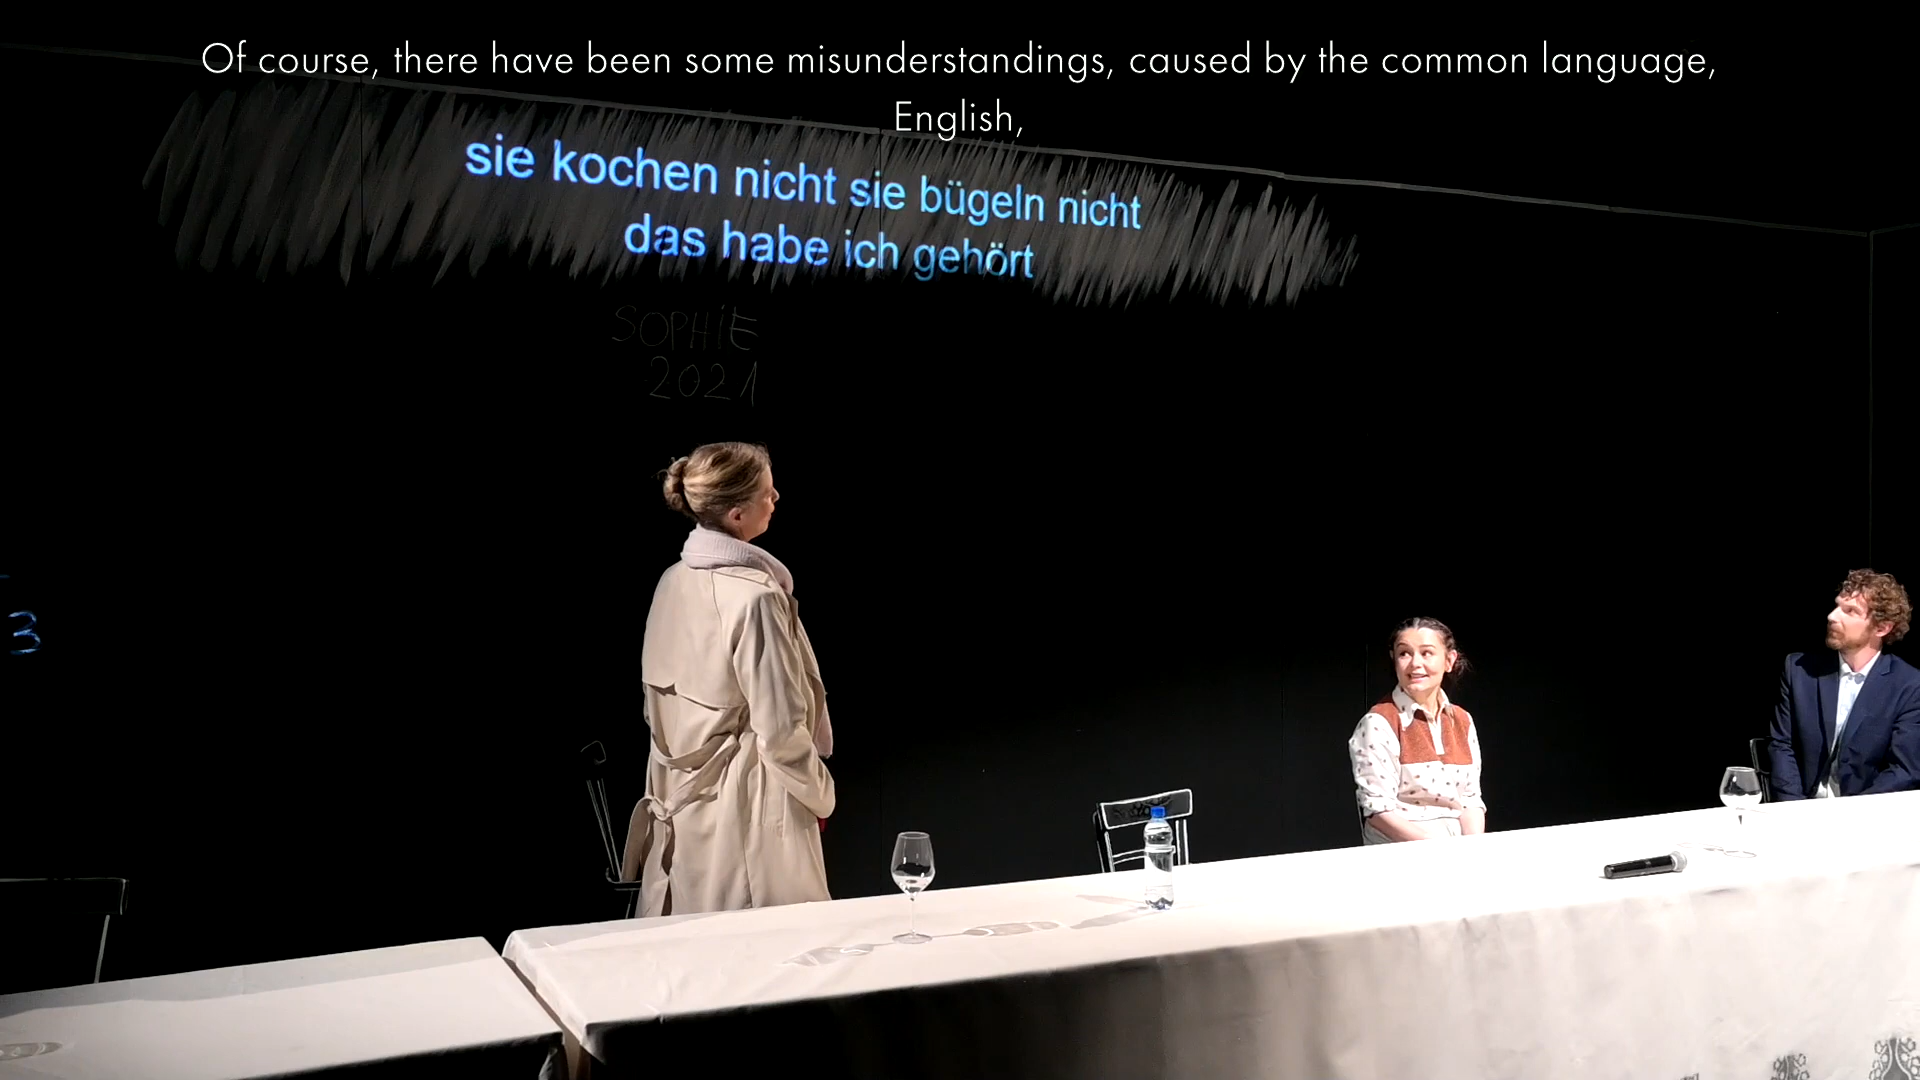 Of course, there have been some misunderstandings, caused by the common language,
English,
sie kochen nicht sie bügeln nicht
das habe ich gehört
SOPHIE
2021
3